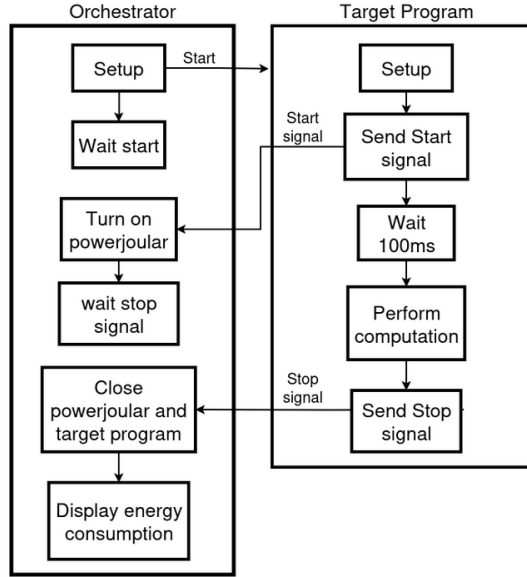 Orchestrator
Setup
Wait start
Turn on
powerjoular
wait stop
signal
Close
powerjoular and
target program
Display energy
consumption
Start
Start
signal
Stop
signal
Target Program
Setup
Send Start
signal
Wait
100ms
Perform
computation
Send Stop
signal